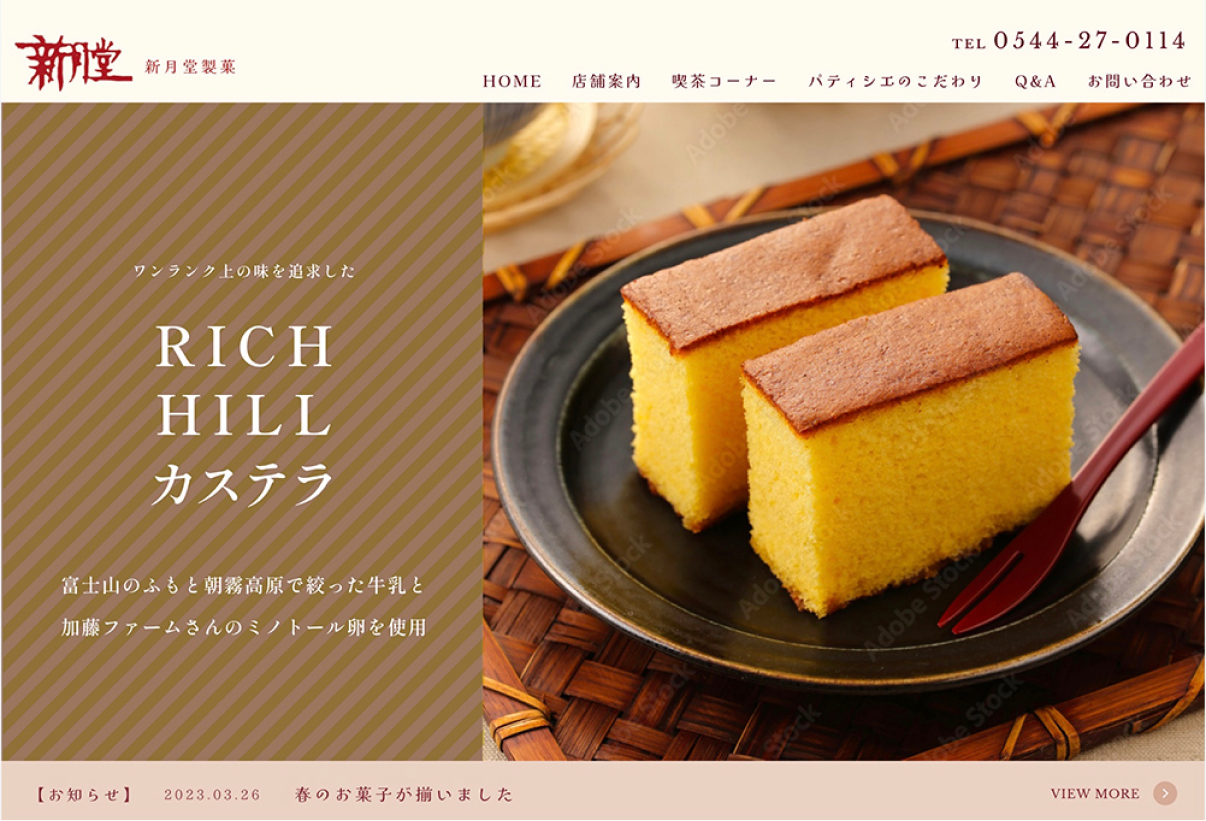 新月堂
新月堂製菓
TEL 0544-27-0114
HOME 店舗案内 喫茶コーナー パティシエのこだわり Q&A お問い合わせ
ワンランク上の味を追求した
RICH
HILL
カステラ
富士山のふもと朝霧高原で絞った牛乳と
加藤ファームさんのミノトール卵を使用
Adobe Stock
【お知らせ】 2023.03.26 春のお菓子が揃いました
VIEW MORE